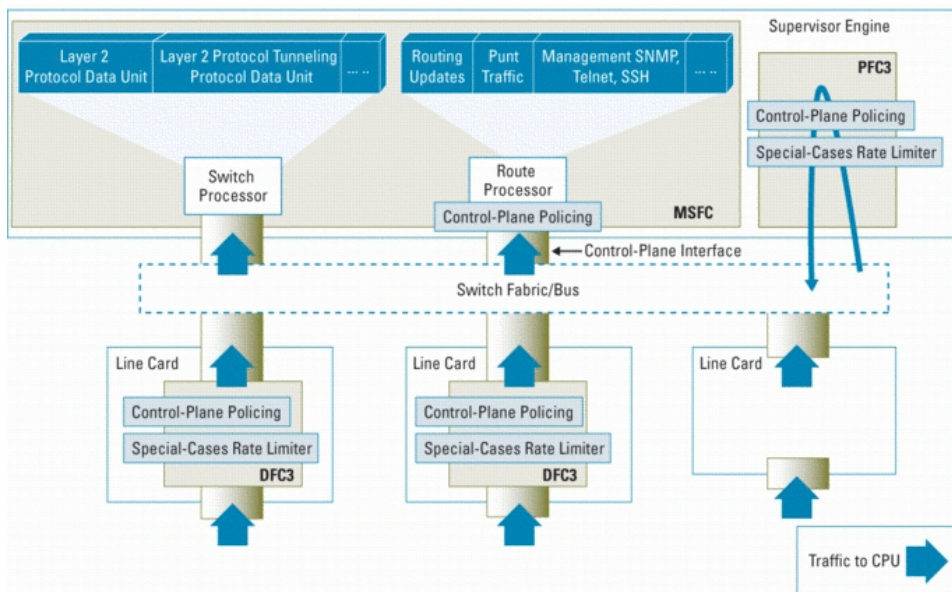 Supervisor Engine
Layer 2
Protocol Data Unit
Layer 2 Protocol Tunneling
Protocol Data Unit
... ..
Routing
Updates
Punt
Traffic
Management SNMP,
Telnet, SSH
... ..
PFC3
Control-Plane Policing
Special-Cases Rate Limiter
Switch
Processor
Route
Processor
Control-Plane Policing
MSFC
Control-Plane Interface
Switch Fabric/Bus
Line Card
Control-Plane Policing
Special-Cases Rate Limiter
DFC3
Line Card
Control-Plane Policing
Special-Cases Rate Limiter
DFC3
Line Card
Traffic to CPU